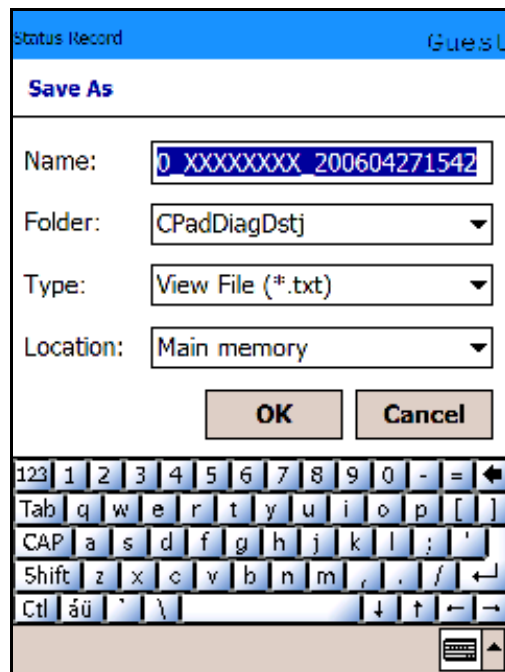 Status Record Guest
Save As
Name: 0_XXXXXXXX_200604271542
Folder: CPadDiagDstj
Type: View File (*.txt)
Location: Main memory
OK Cancel
123 1 2 3 4 5 6 7 8 9 0 - =
Tab q w e r t y u i o p [ ]
CAP a s d f g h j k l ; '
Shift z x c v b n m , . /
Ctl áü ` \